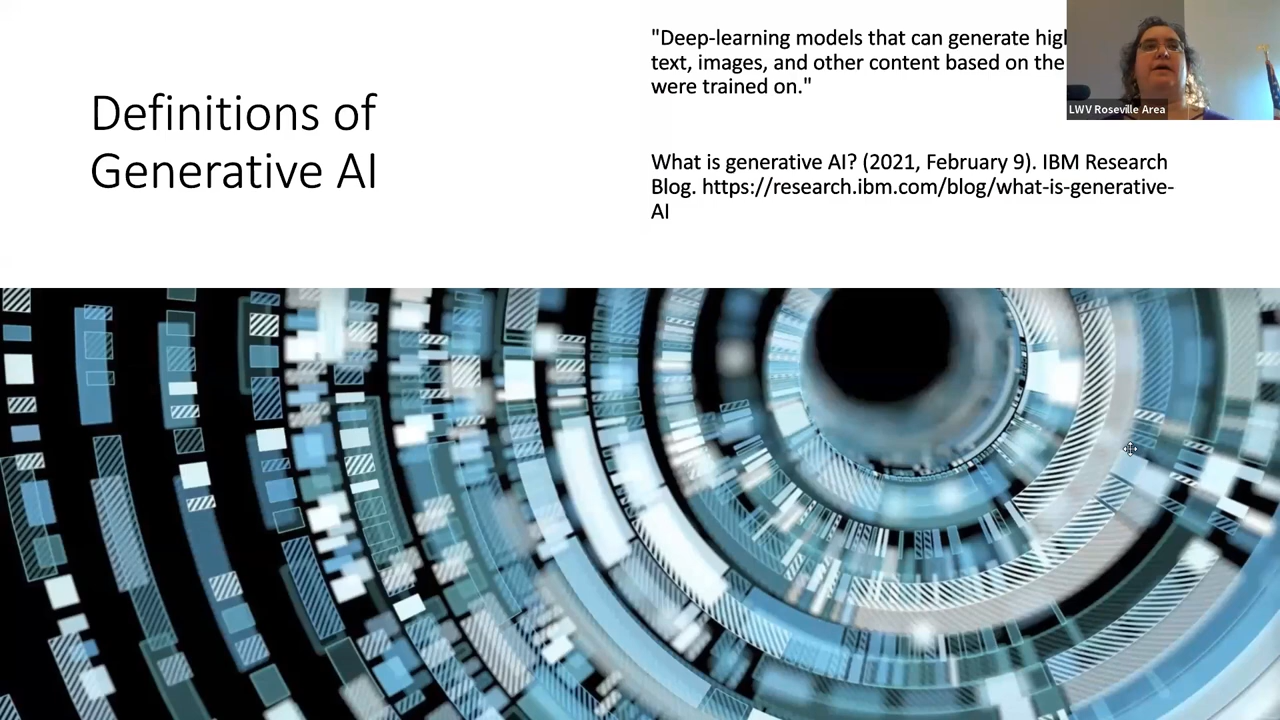 Definitions of
Generative AI
"Deep-learning models that can generate
text, images, and other content based on the
were trained on."
What is generative AI? (2021, February 9). IBM Research
Blog. https://research.ibm.com/blog/what-is-generative-
AI
LWV Roseville Area